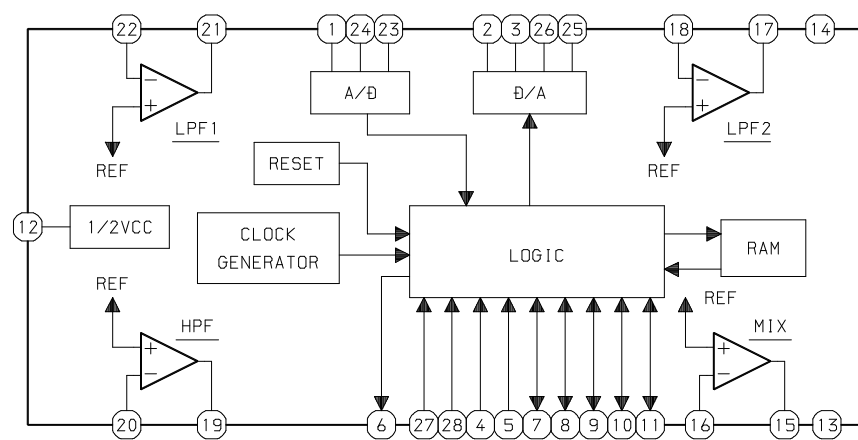 22 21 1 24 23 2 3 26 25 18 17 14
A/D D/A
LPF1 LPF2
REF REF
RESET
12 1/2VCC
CLOCK
GENERATOR
LOGIC RAM
REF REF
HPF MIX
20 19 6 27 28 4 5 7 8 9 10 11 16 15 13